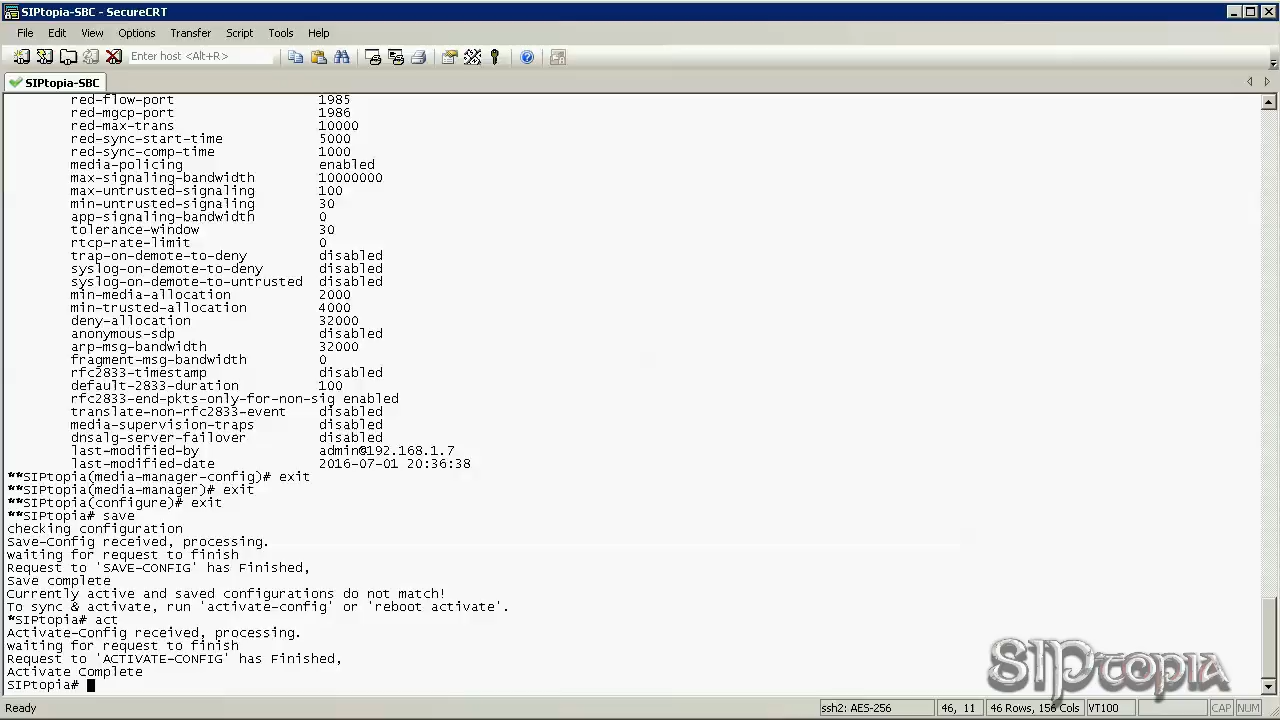 SIPtopia-SBC - SecureCRT
File Edit View Options Transfer Script Tools Help
Enter host <Alt+R>
SIPtopia-SBC
red-flow-port 1985
red-mgcp-port 1986
red-max-trans 10000
red-sync-start-time 5000
red-sync-comp-time 1000
media-policing enabled
max-signaling-bandwidth 10000000
max-untrusted-signaling 100
min-untrusted-signaling 30
app-signaling-bandwidth 0
tolerance-window 30
rtcp-rate-limit 0
trap-on-demote-to-deny disabled
syslog-on-demote-to-deny disabled
syslog-on-demote-to-untrusted disabled
min-media-allocation 2000
min-trusted-allocation 4000
deny-allocation 32000
anonymous-sdp disabled
arp-msg-bandwidth 32000
fragment-msg-bandwidth 0
rfc2833-timestamp disabled
default-2833-duration 100
rfc2833-end-pkts-only-for-non-sig enabled
translate-non-rfc2833-event disabled
media-supervision-traps disabled
dnsalg-server-failover disabled
last-modified-by admin@192.168.1.7
last-modified-date 2016-07-01 20:36:38
**SIPtopia(media-manager-config)# exit
**SIPtopia(media-manager)# exit
**SIPtopia(configure)# exit
**SIPtopia# save
checking configuration
Save-Config received, processing.
waiting for request to finish
Request to 'SAVE-CONFIG' has Finished,
Save complete
Currently active and saved configurations do not match!
To sync & activate, run 'activate-config' or 'reboot activate'.
*SIPtopia# act
Activate-Config received, processing.
waiting for request to finish
Request to 'ACTIVATE-CONFIG' has Finished,
Activate Complete
SIPtopia#
SIPtopia
Ready ssh2: AES-256 46, 11 46 Rows, 156 Cols VT100 CAP NUM